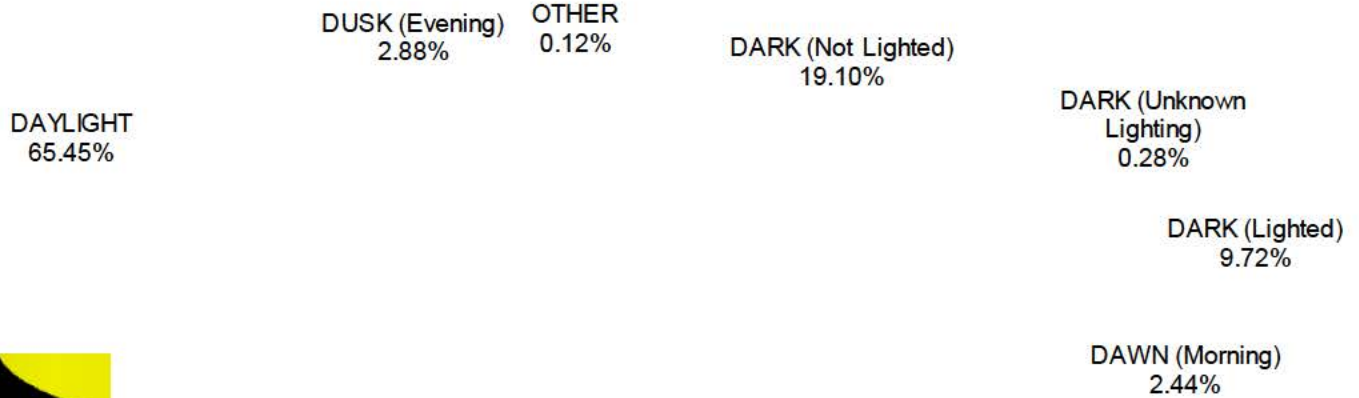 DUSK (Evening)
2.88%
OTHER
0.12%
DARK (Not Lighted)
19.10%
DARK (Unknown
Lighting)
0.28%
DAYLIGHT
65.45%
DARK (Lighted)
9.72%
DAWN (Morning)
2.44%